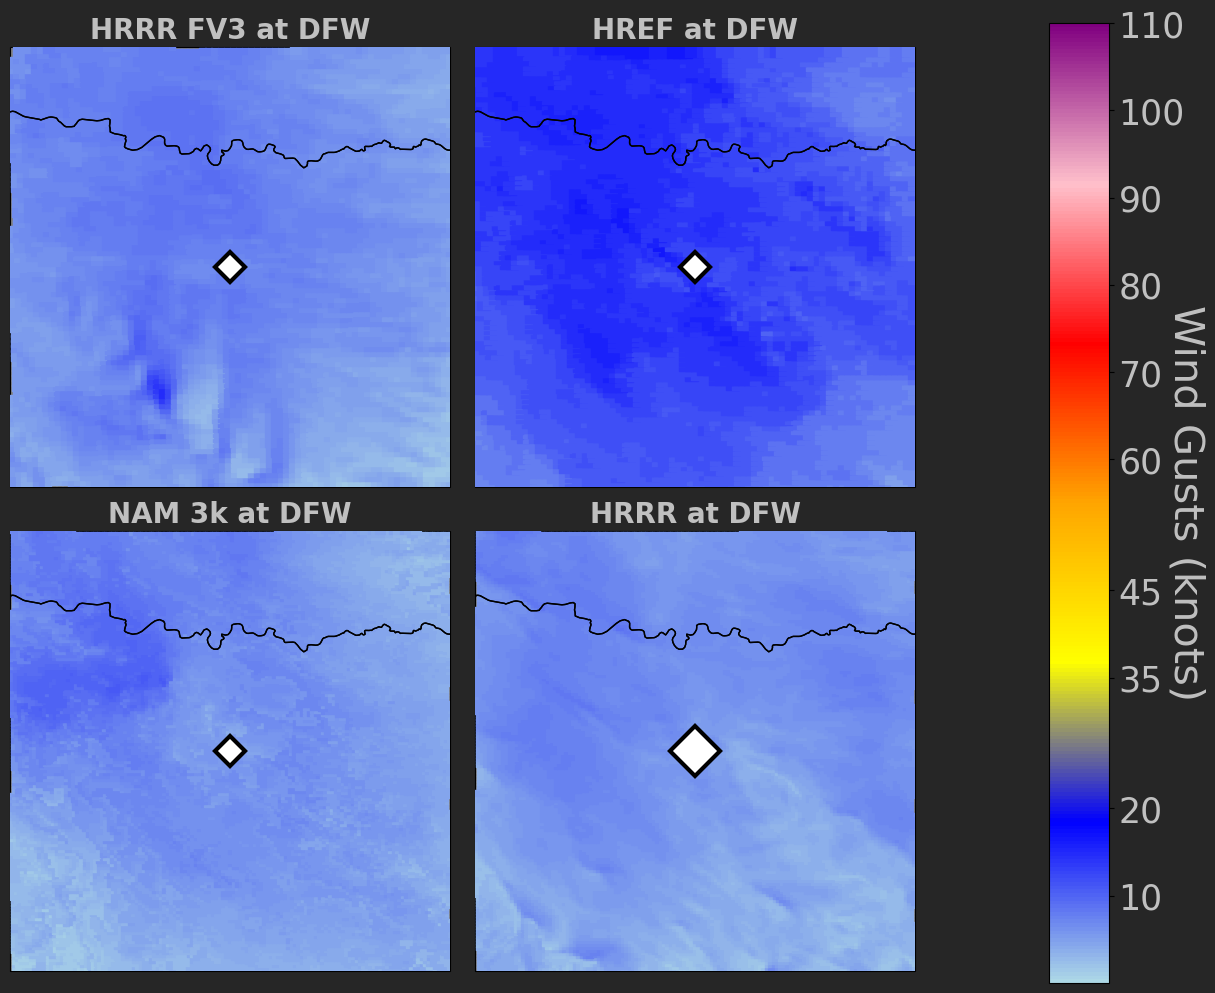 HRRR FV3 at DFW
HREF at DFW
NAM 3k at DFW
HRRR at DFW
110
100
90
80
70
60
45
35
20
10
Wind Gusts (knots)